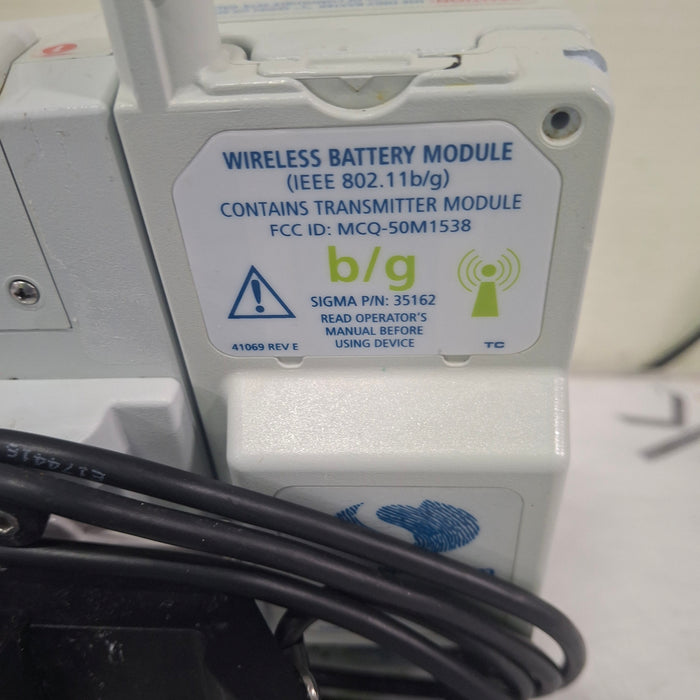 WIRELESS BATTERY MODULE
(IEEE 802.11b/g)
CONTAINS TRANSMITTER MODULE
FCC ID: MCQ-50M1538
b/g
SIGMA P/N: 35162
READ OPERATOR'S
MANUAL BEFORE
USING DEVICE
41069 REV E
TC